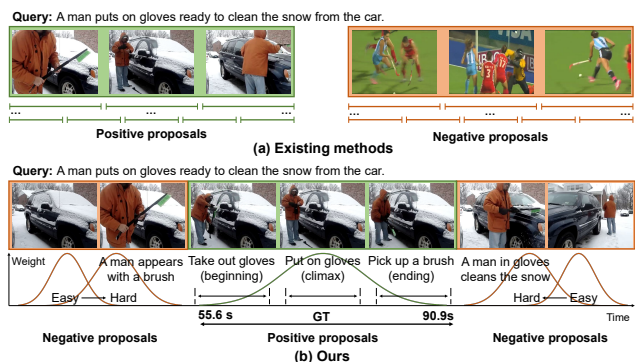 Query: A man puts on gloves ready to clean the snow from the car.
... ... ...
... ... ...
Positive proposals
Negative proposals
(a) Existing methods
Query: A man puts on gloves ready to clean the snow from the car.
Weight
A man appears with a brush
Take out gloves (beginning)
Put on gloves (climax)
Pick up a brush (ending)
A man in gloves cleans the snow
Easy → Hard
Hard ← Easy
55.6 s
GT
90.9s
Time
Negative proposals
Positive proposals
Negative proposals
(b) Ours